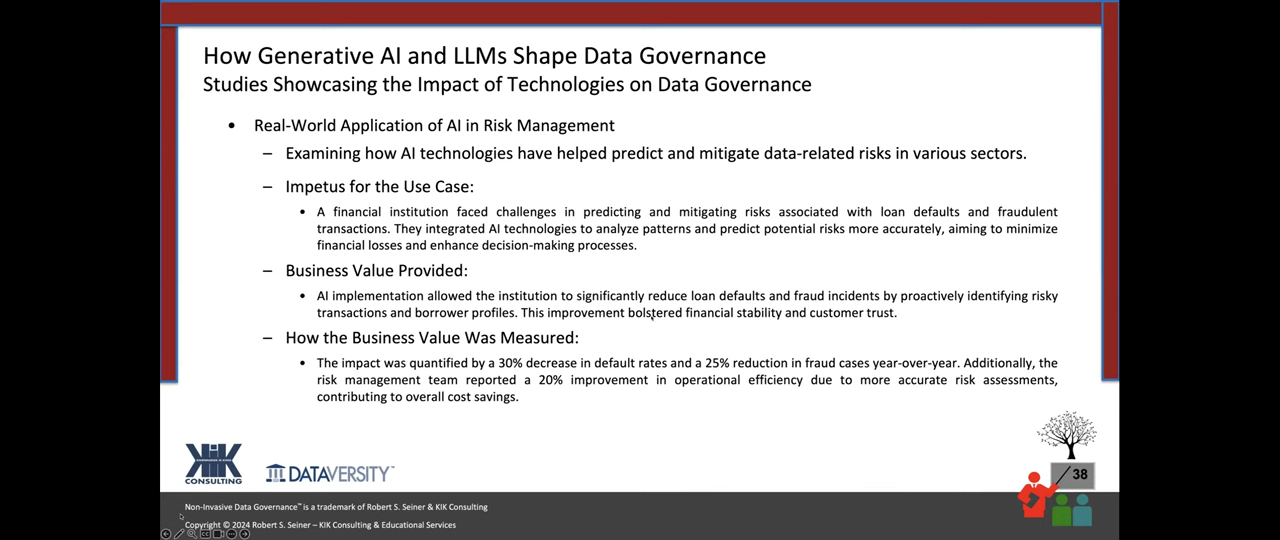 How Generative AI and LLMs Shape Data Governance
Studies Showcasing the Impact of Technologies on Data Governance
• Real-World Application of AI in Risk Management
– Examining how AI technologies have helped predict and mitigate data-related risks in various sectors.
– Impetus for the Use Case:
• A financial institution faced challenges in predicting and mitigating risks associated with loan defaults and fraudulent
transactions. They integrated AI technologies to analyze patterns and predict potential risks more accurately, aiming to minimize
financial losses and enhance decision-making processes.
– Business Value Provided:
• AI implementation allowed the institution to significantly reduce loan defaults and fraud incidents by proactively identifying risky
transactions and borrower profiles. This improvement bolstered financial stability and customer trust.
– How the Business Value Was Measured:
• The impact was quantified by a 30% decrease in default rates and a 25% reduction in fraud cases year-over-year. Additionally, the
risk management team reported a 20% improvement in operational efficiency due to more accurate risk assessments,
contributing to overall cost savings.
KIK
CONSULTING
DATAVERSITY™
38
Non-Invasive Data Governance™ is a trademark of Robert S. Seiner & KIK Consulting
Copyright © 2024 Robert S. Seiner – KIK Consulting & Educational Services